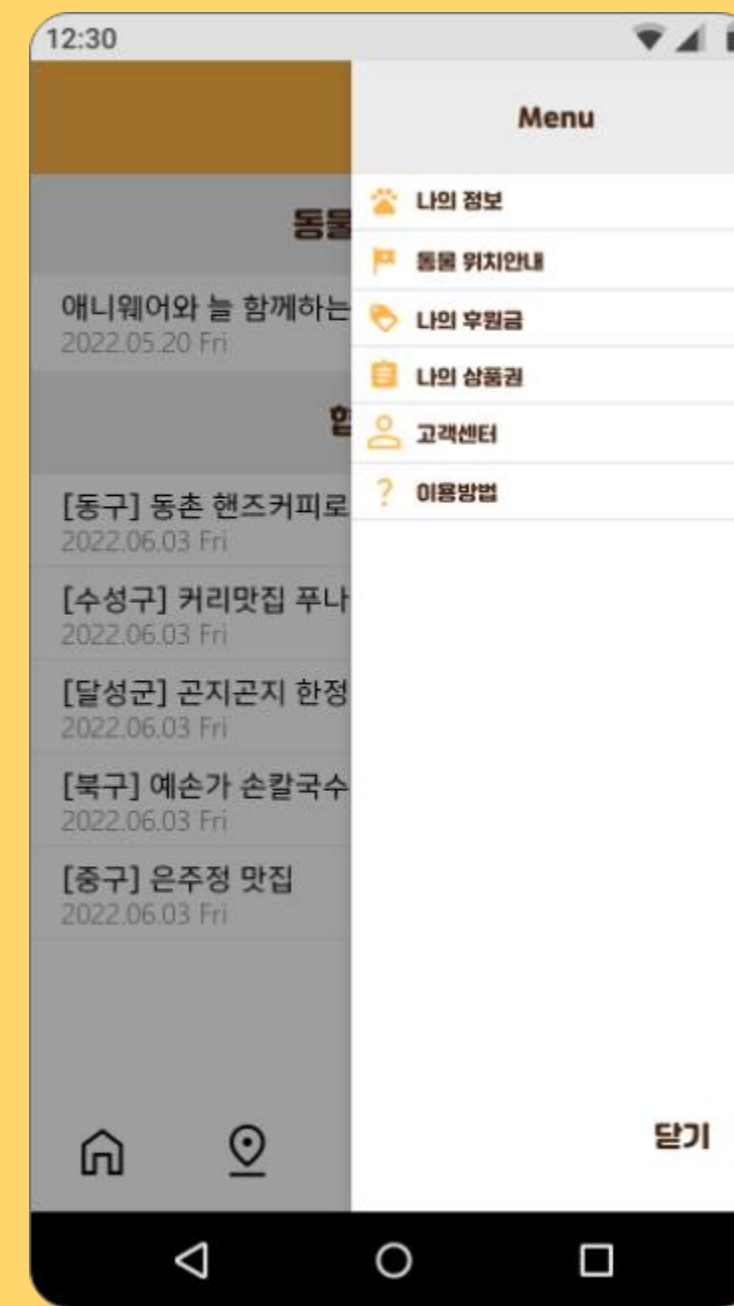 12:30
Menu
동물
애니웨어와 늘 함께하는
2022.05.20 Fri
[동구] 동촌 핸즈커피로
2022.06.03 Fri
[수성구] 커리맛집 푸나
2022.06.03 Fri
[달성군] 곤지곤지 한정
2022.06.03 Fri
[북구] 예손가 손칼국수
2022.06.03 Fri
[중구] 은주정 맛집
2022.06.03 Fri
나의 정보
동물 위치안내
나의 후원금
나의 상품권
고객센터
이용방법
닫기